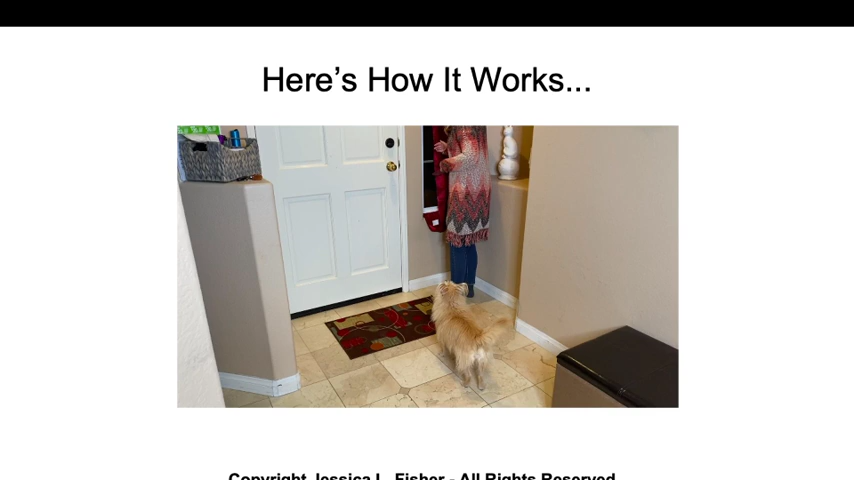 Here’s How It Works...
Copyright Jessica L. Fisher - All Rights Reserved